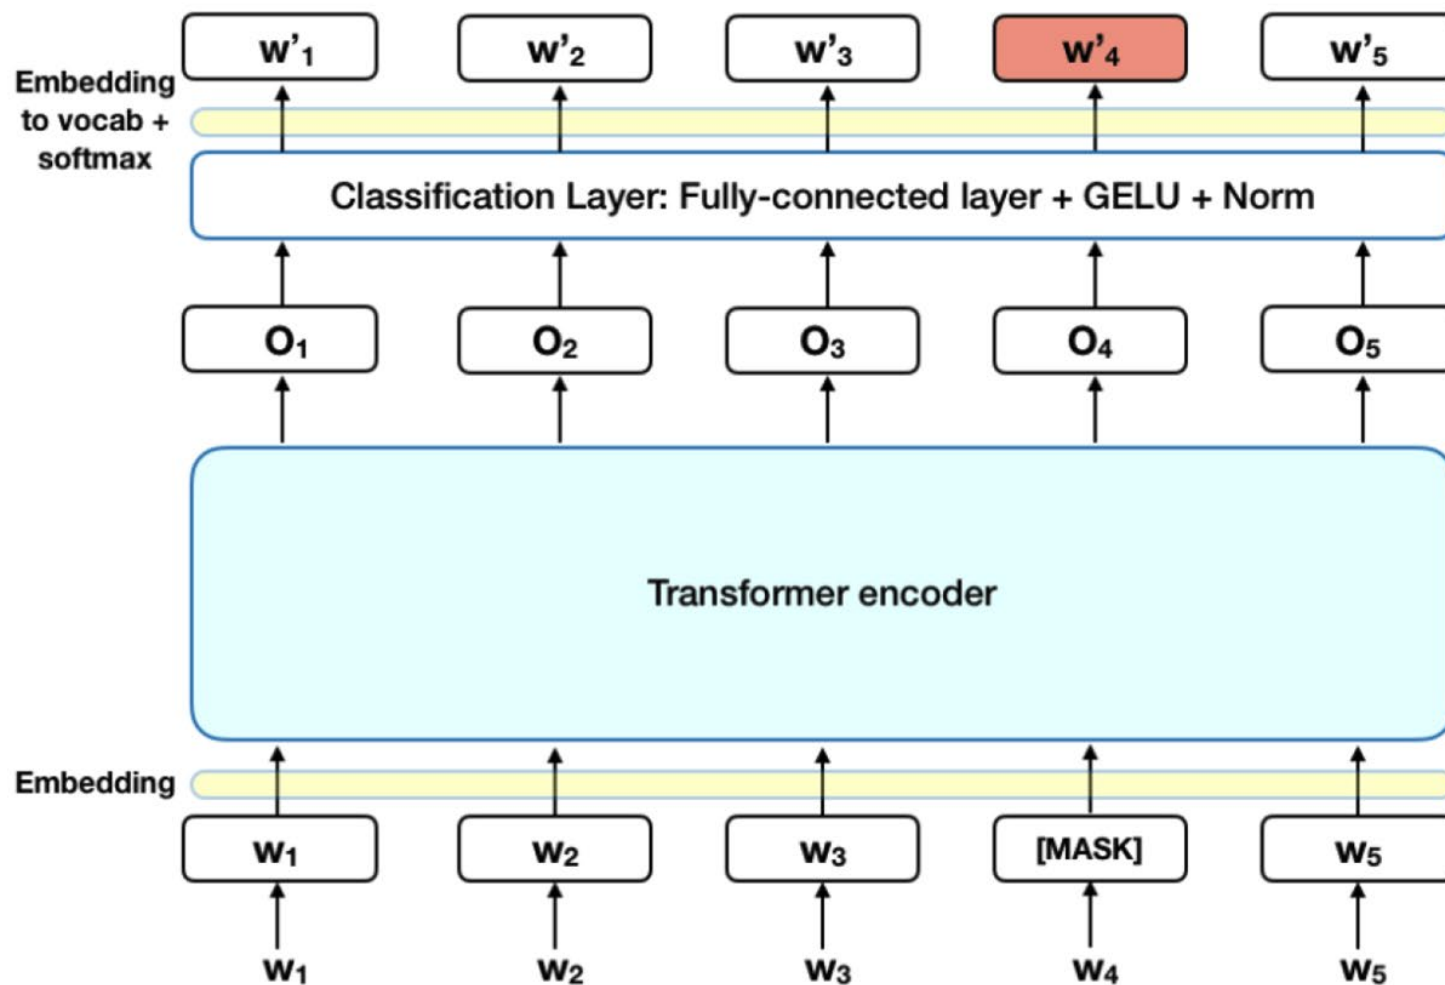 w’1 w’2 w’3 w’4 w’5
Embedding
to vocab +
softmax
Classification Layer: Fully-connected layer + GELU + Norm
O1 O2 O3 O4 O5
Transformer encoder
Embedding
W1 W2 W3 [MASK] W5
W1 W2 W3 W4 W5